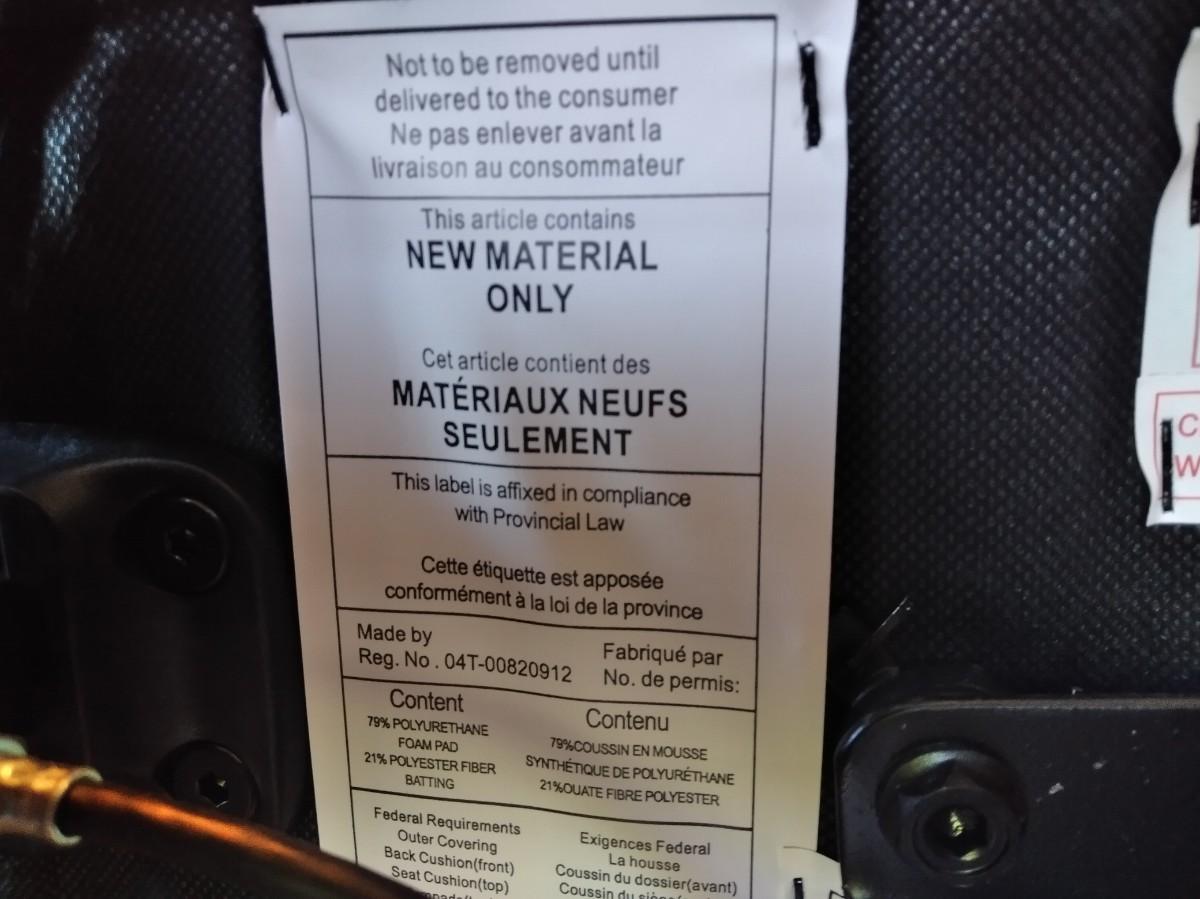 Not to be removed until
delivered to the consumer
Ne pas enlever avant la
livraison au consommateur
This article contains
NEW MATERIAL
ONLY
Cet article contient des
MATÉRIAUX NEUFS
SEULEMENT
This label is affixed in compliance
with Provincial Law
Cette étiquette est apposée
conformément à la loi de la province
Made by
Reg. No . 04T-00820912
Fabriqué par
No. de permis:
Content
79% POLYURETHANE
FOAM PAD
21% POLYESTER FIBER
BATTING
Contenu
79%COUSSIN EN MOUSSE
SYNTHÉTIQUE DE POLYURÉTHANE
21%OUATE FIBRE POLYESTER
Federal Requirements
Outer Covering
Back Cushion(front)
Seat Cushion(top)
Exigences Federal
La housse
Coussin du dossier(avant)
Coussin du
C
W